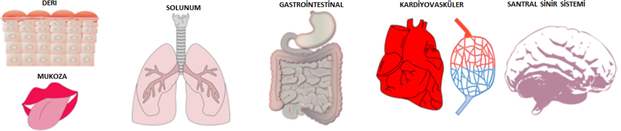 DERİ
MUKOZA
SOLUNUM
GASTROİNTESTİNAL
KARDİYOVASKÜLER
SANTRAL SİNİR SİSTEMİ